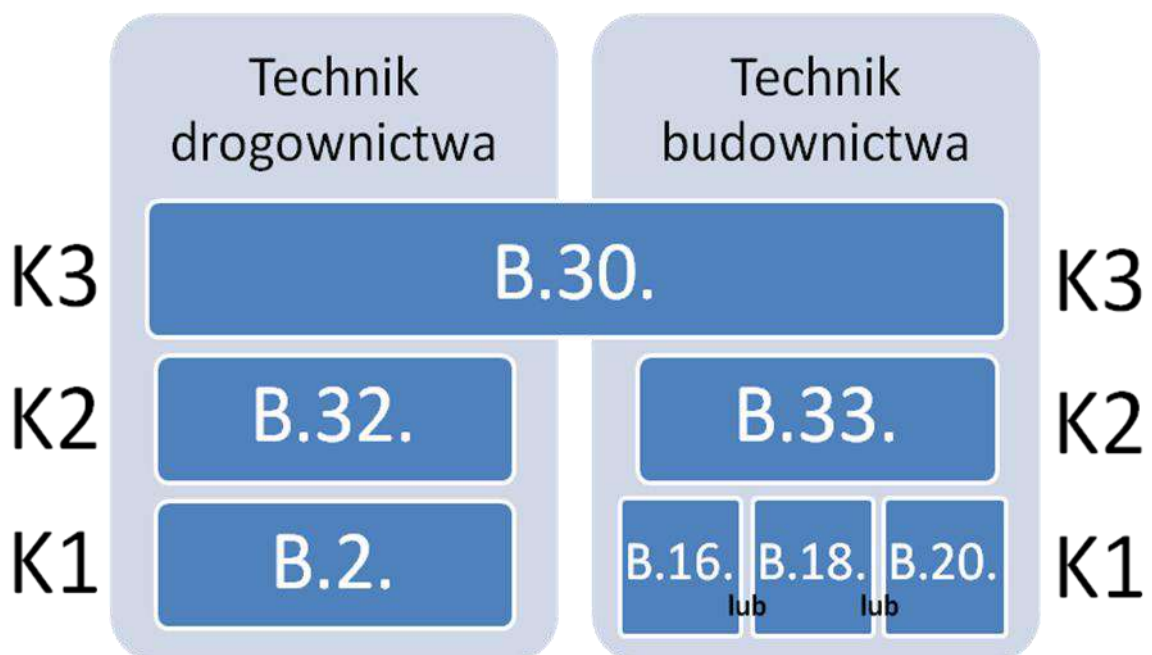 Technik
drogownictwa
Technik
budownictwa
K3
B.30.
K3
K2
B.32.
B.33.
K2
K1
B.2.
B.16.
lub
B.18.
lub
B.20.
K1